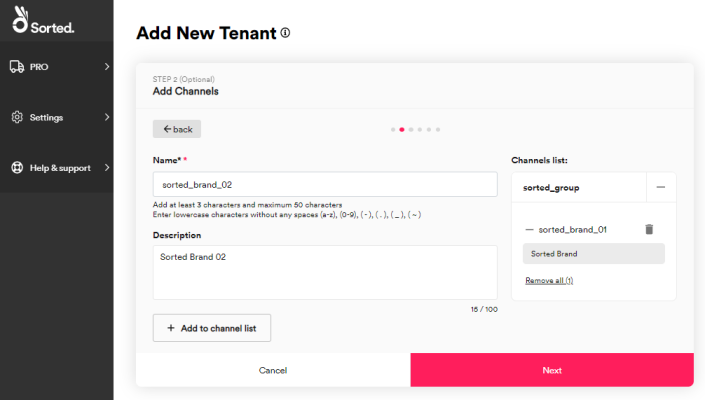 Sorted.
PRO
Settings
Help & support
Add New Tenant
STEP 2 (Optional)
Add Channels
back
Name* *
sorted_brand_02
Add at least 3 characters and maximum 50 characters
Enter lowercase characters without any spaces (a-z), (0-9), ( - ), ( . ), ( _ ), ( ~ )
Description
Sorted Brand 02
15 / 100
+ Add to channel list
Channels list:
sorted_group
sorted_brand_01
Sorted Brand
Remove all (1)
Cancel
Next